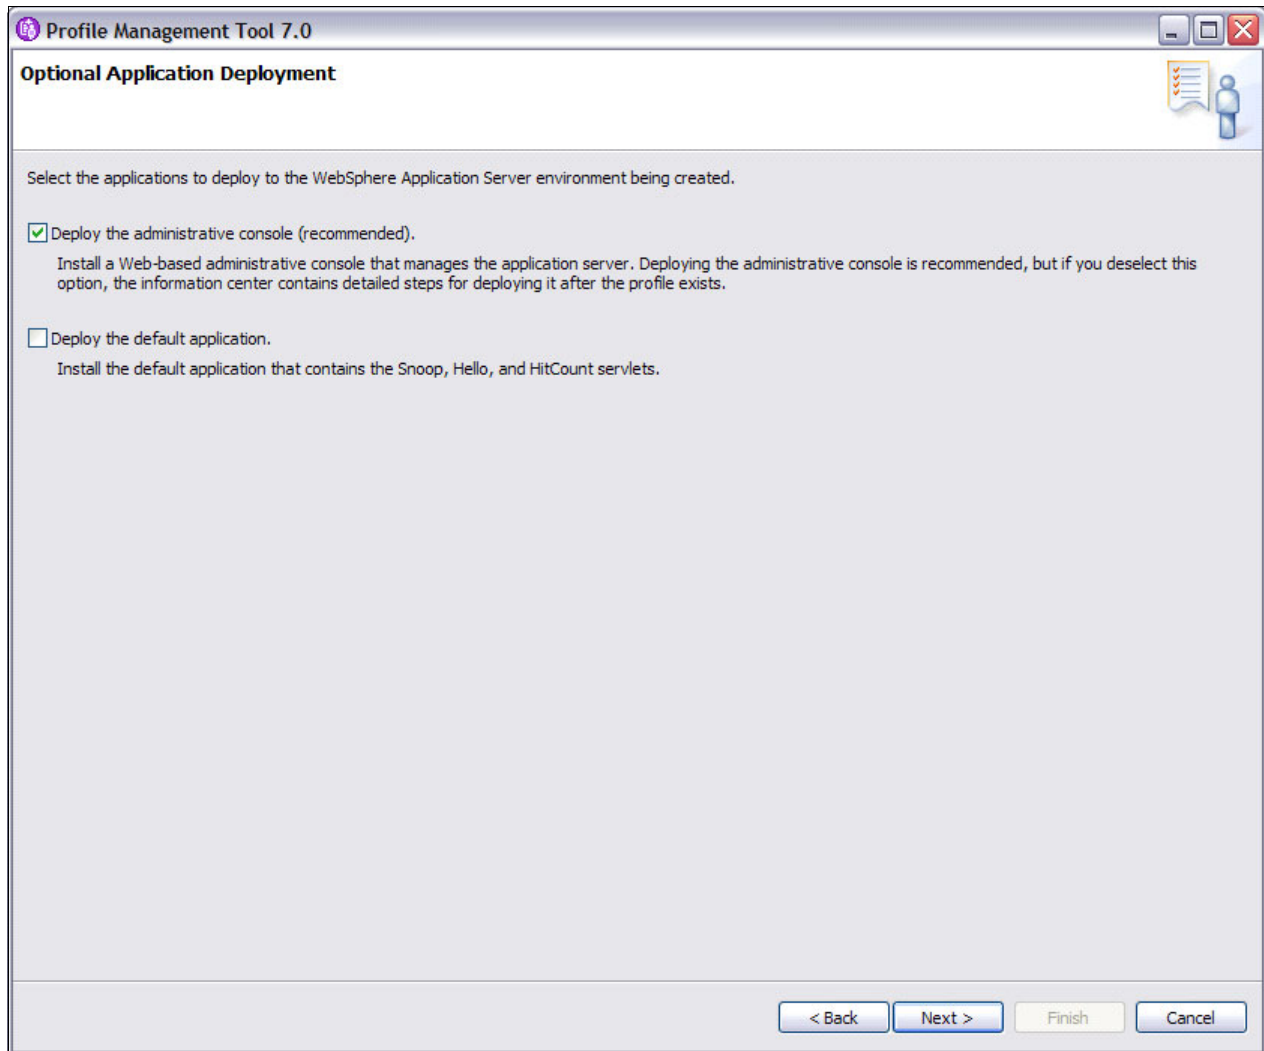 Profile Management Tool 7.0
Optional Application Deployment
Select the applications to deploy to the WebSphere Application Server environment being created.
Deploy the administrative console (recommended).
Install a Web-based administrative console that manages the application server. Deploying the administrative console is recommended, but if you deselect this
option, the information center contains detailed steps for deploying it after the profile exists.
Deploy the default application.
Install the default application that contains the Snoop, Hello, and HitCount servlets.
< Back Next > Finish Cancel